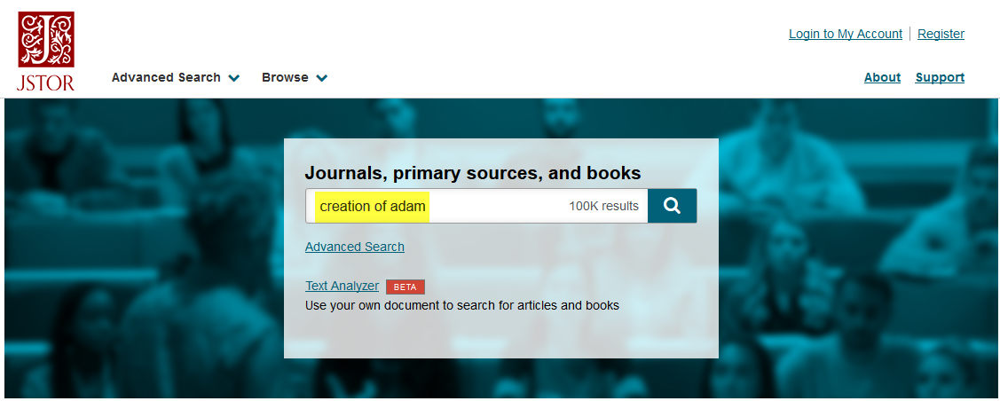 Login to My Account | Register
J
JSTOR
Advanced Search Browse
About Support
Journals, primary sources, and books
creation of adam 100K results
Advanced Search
Text Analyzer BETA
Use your own document to search for articles and books